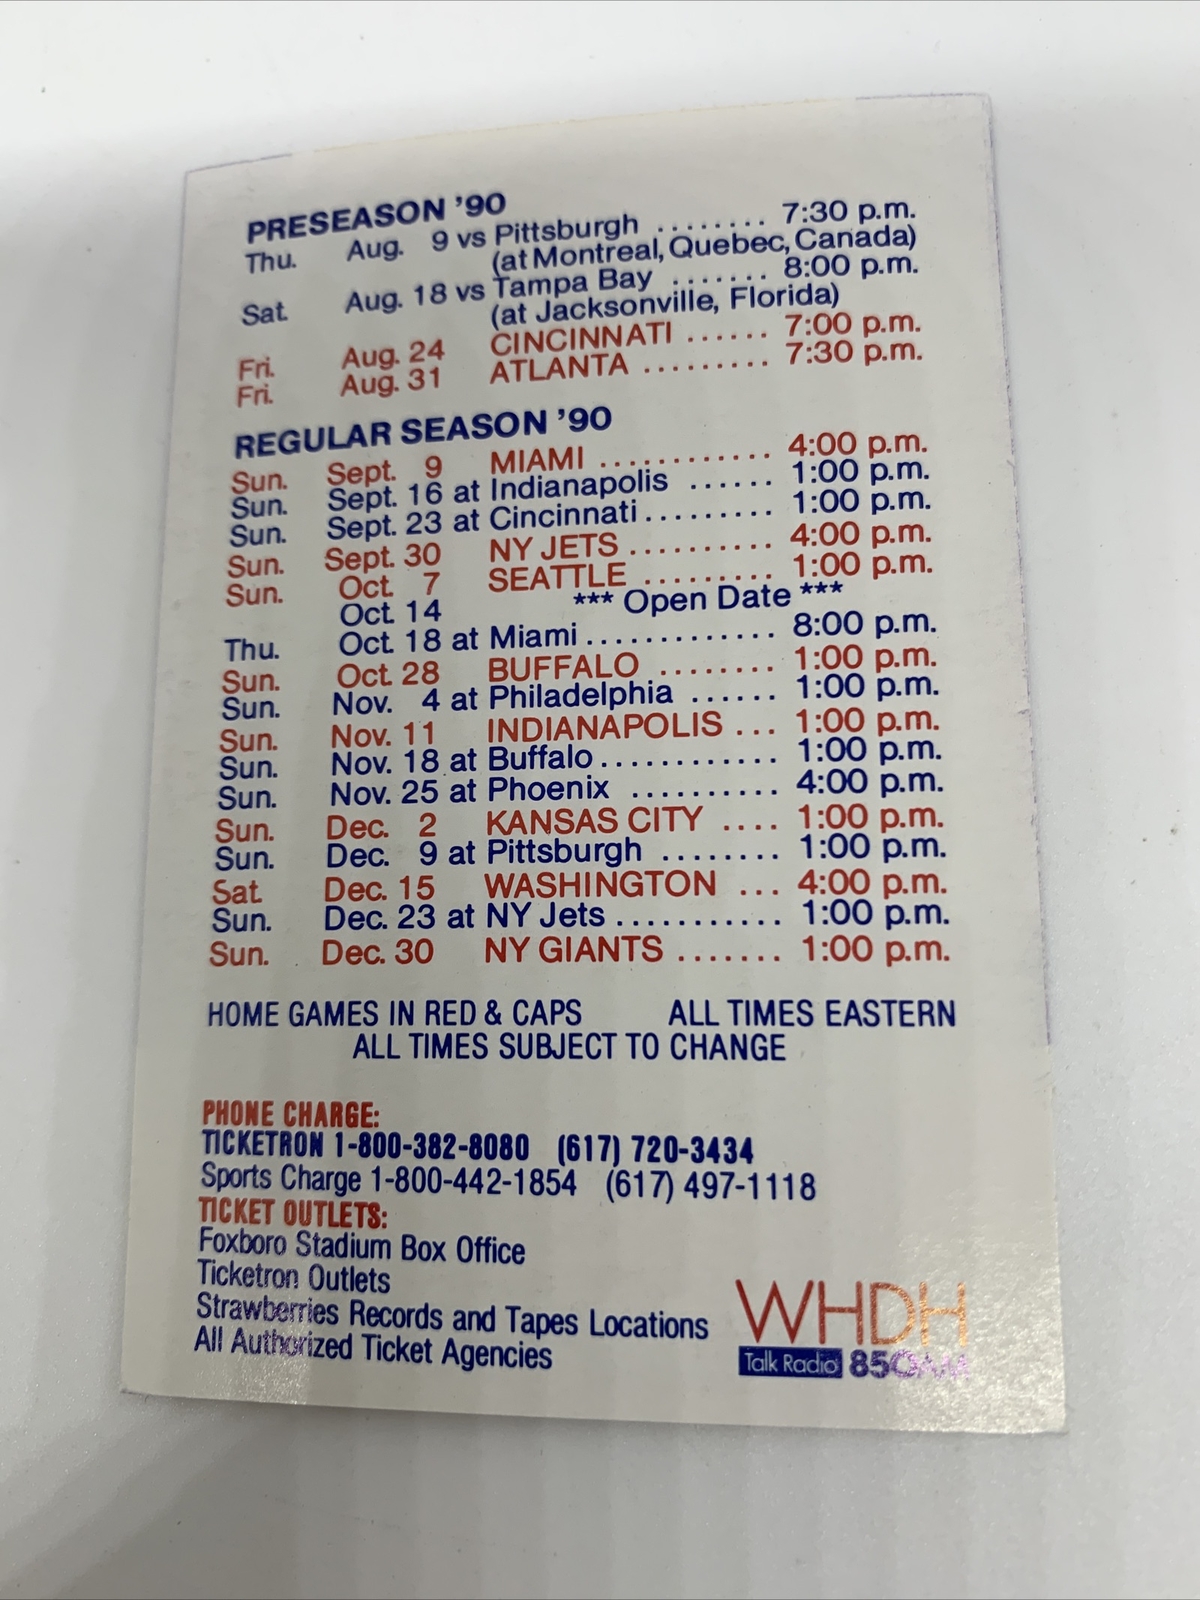 PRESEASON '90
Thu. Aug. 9 vs Pittsburgh ........ 7:30 p.m.
(at Montreal, Quebec, Canada)
Sat. Aug. 18 vs Tampa Bay ....... 8:00 p.m.
(at Jacksonville, Florida)
Fri. Aug. 24 CINCINNATI ...... 7:00 p.m.
Fri. Aug. 31 ATLANTA ......... 7:30 p.m.
REGULAR SEASON '90
Sun. Sept. 9 MIAMI ............ 4:00 p.m.
Sun. Sept. 16 at Indianapolis ...... 1:00 p.m.
Sun. Sept. 23 at Cincinnati ......... 1:00 p.m.
Sun. Sept. 30 NY JETS .......... 4:00 p.m.
Sun. Oct. 7 SEATTLE ......... 1:00 p.m.
Oct. 14 *** Open Date ***
Thu. Oct. 18 at Miami ............. 8:00 p.m.
Sun. Oct. 28 BUFFALO ........ 1:00 p.m.
Sun. Nov. 4 at Philadelphia ...... 1:00 p.m.
Sun. Nov. 11 INDIANAPOLIS ... 1:00 p.m.
Sun. Nov. 18 at Buffalo ............ 1:00 p.m.
Sun. Nov. 25 at Phoenix .......... 4:00 p.m.
Sun. Dec. 2 KANSAS CITY .... 1:00 p.m.
Sun. Dec. 9 at Pittsburgh ........ 1:00 p.m.
Sat. Dec. 15 WASHINGTON ... 4:00 p.m.
Sun. Dec. 23 at NY Jets ........... 1:00 p.m.
Sun. Dec. 30 NY GIANTS ....... 1:00 p.m.
HOME GAMES IN RED & CAPS ALL TIMES EASTERN
ALL TIMES SUBJECT TO CHANGE
PHONE CHARGE:
TICKETRON 1-800-382-8080 (617) 720-3434
Sports Charge 1-800-442-1854 (617) 497-1118
TICKET OUTLETS:
Foxboro Stadium Box Office
Ticketron Outlets
Strawberries Records and Tapes Locations
All Authorized Ticket Agencies
WHDH
Talk Radio 850AM